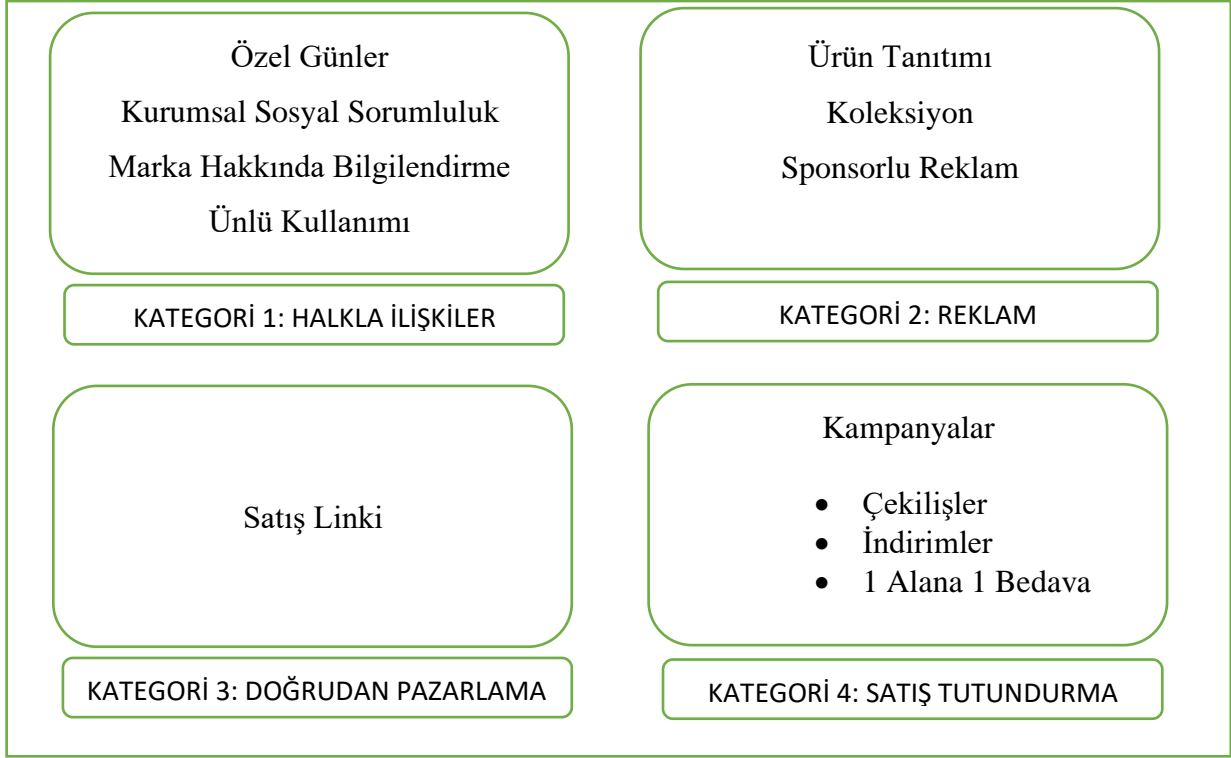 Özel Günler
Kurumsal Sosyal Sorumluluk
Marka Hakkında Bilgilendirme
Ünlü Kullanımı
KATEGORİ 1: HALKLA İLİŞKİLER
Ürün Tanıtımı
Koleksiyon
Sponsorlu Reklam
KATEGORİ 2: REKLAM
Satış Linki
KATEGORİ 3: DOĞRUDAN PAZARLAMA
Kampanyalar
• Çekilişler
• İndirimler
• 1 Alana 1 Bedava
KATEGORİ 4: SATIŞ TUTUNDURMA